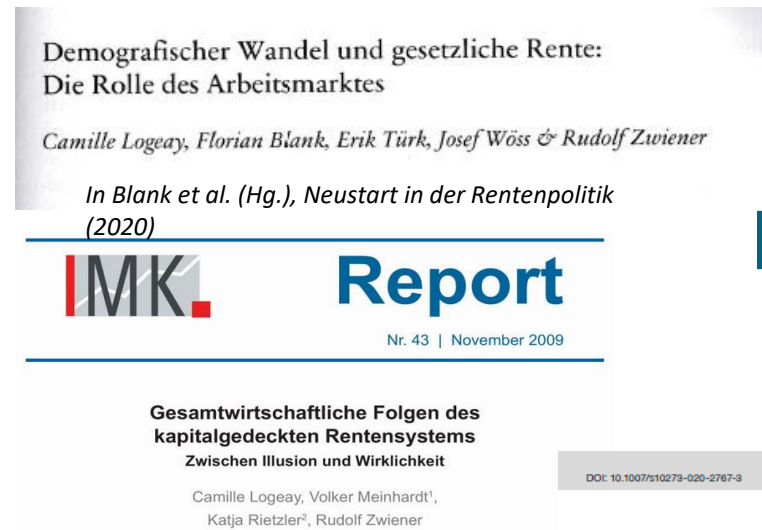 Demografischer Wandel und gesetzliche Rente:
Die Rolle des Arbeitsmarktes
Camille Logeay, Florian Blank, Erik Türk, Josef Wöss & Rudolf Zwiener
In Blank et al. (Hg.), Neustart in der Rentenpolitik
(2020)
IMK. Report
Nr. 43 | November 2009
Gesamtwirtschaftliche Folgen des
kapitalgedeckten Rentensystems
Zwischen Illusion und Wirklichkeit
DOI: 10.1007/s10273-020-2767-3
Camille Logeay, Volker Meinhardt¹,
Katja Rietzler², Rudolf Zwiener